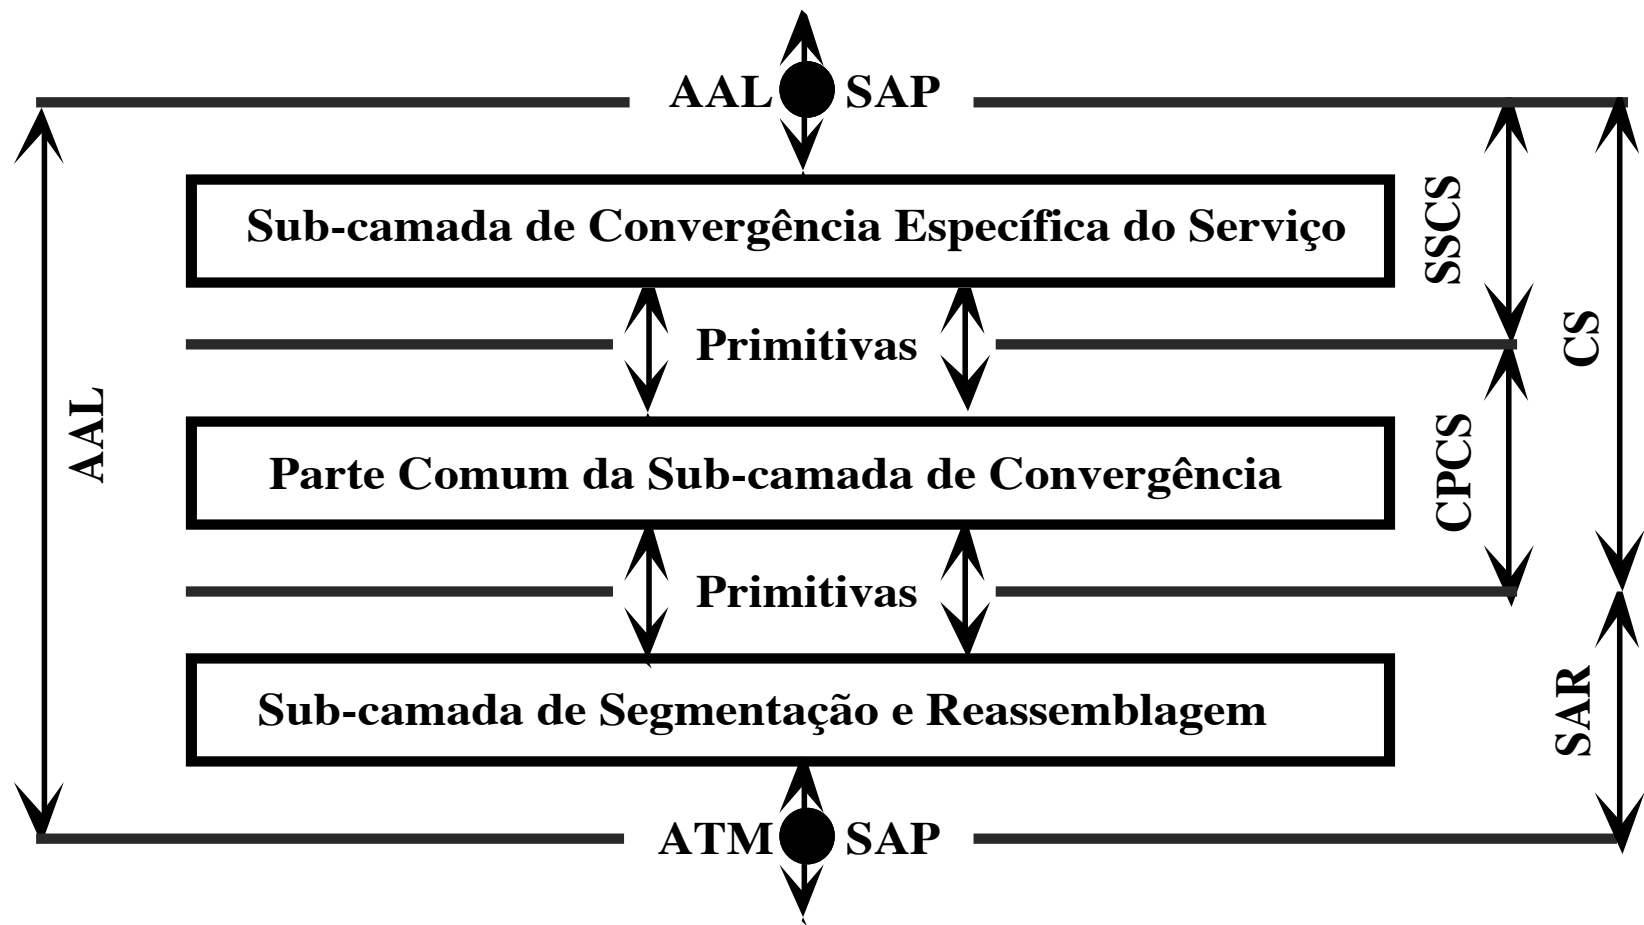 AAL SAP
Sub-camada de Convergência Específica do Serviço
SSCS
Primitivas
CS
AAL
Parte Comum da Sub-camada de Convergência
CPCS
Primitivas
Sub-camada de Segmentação e Reassemblagem
SAR
ATM SAP